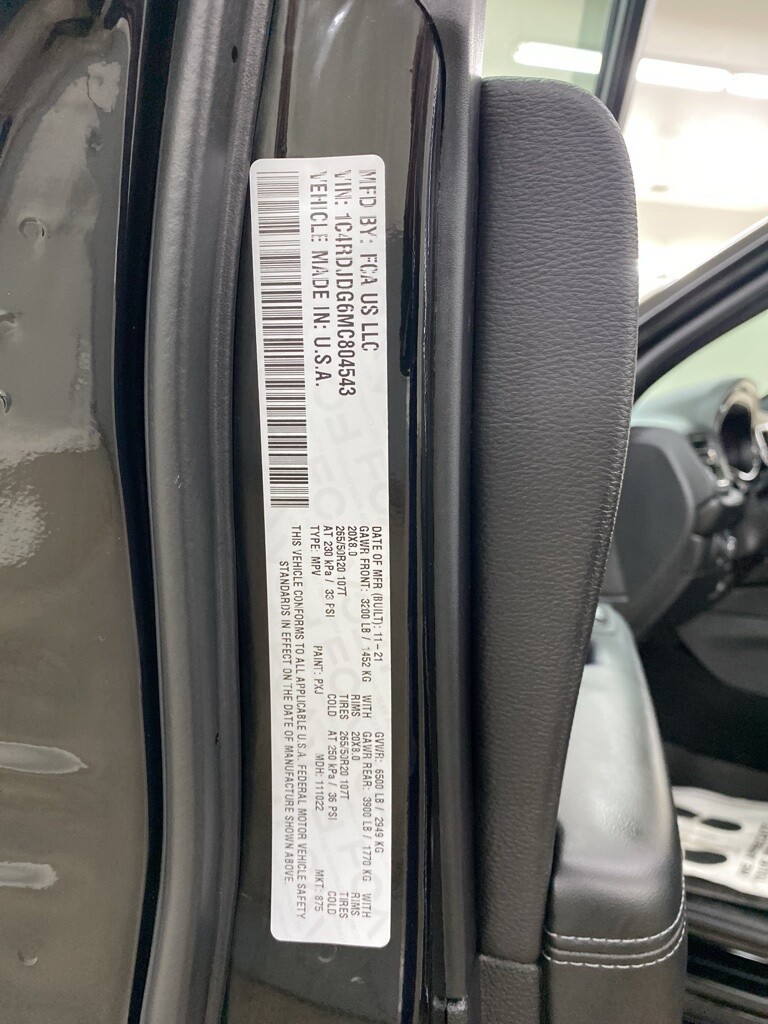 MFD BY: FCA US LLC
VIN: 1C4RDJDG6MC804543
VEHICLE MADE IN: U.S.A.
DATE OF MFR (BUILT): 11-21 GVWR: 6500 LB / 2949 KG
GAWR FRONT: 3200 LB / 1452 KG WITH GAWR REAR: 3900 LB / 1770 KG WITH
20X8.0 RIMS 20X8.0 RIMS
265/50R20 107T TIRES 265/50R20 107T TIRES
AT 230 kPa / 33 PSI COLD AT 250 kPa / 36 PSI COLD
TYPE: MPV PAINT: PXJ MDH: 111022 MKT: 875
THIS VEHICLE CONFORMS TO ALL APPLICABLE U.S.A. FEDERAL MOTOR VEHICLE SAFETY
STANDARDS IN EFFECT ON THE DATE OF MANUFACTURE SHOWN ABOVE.